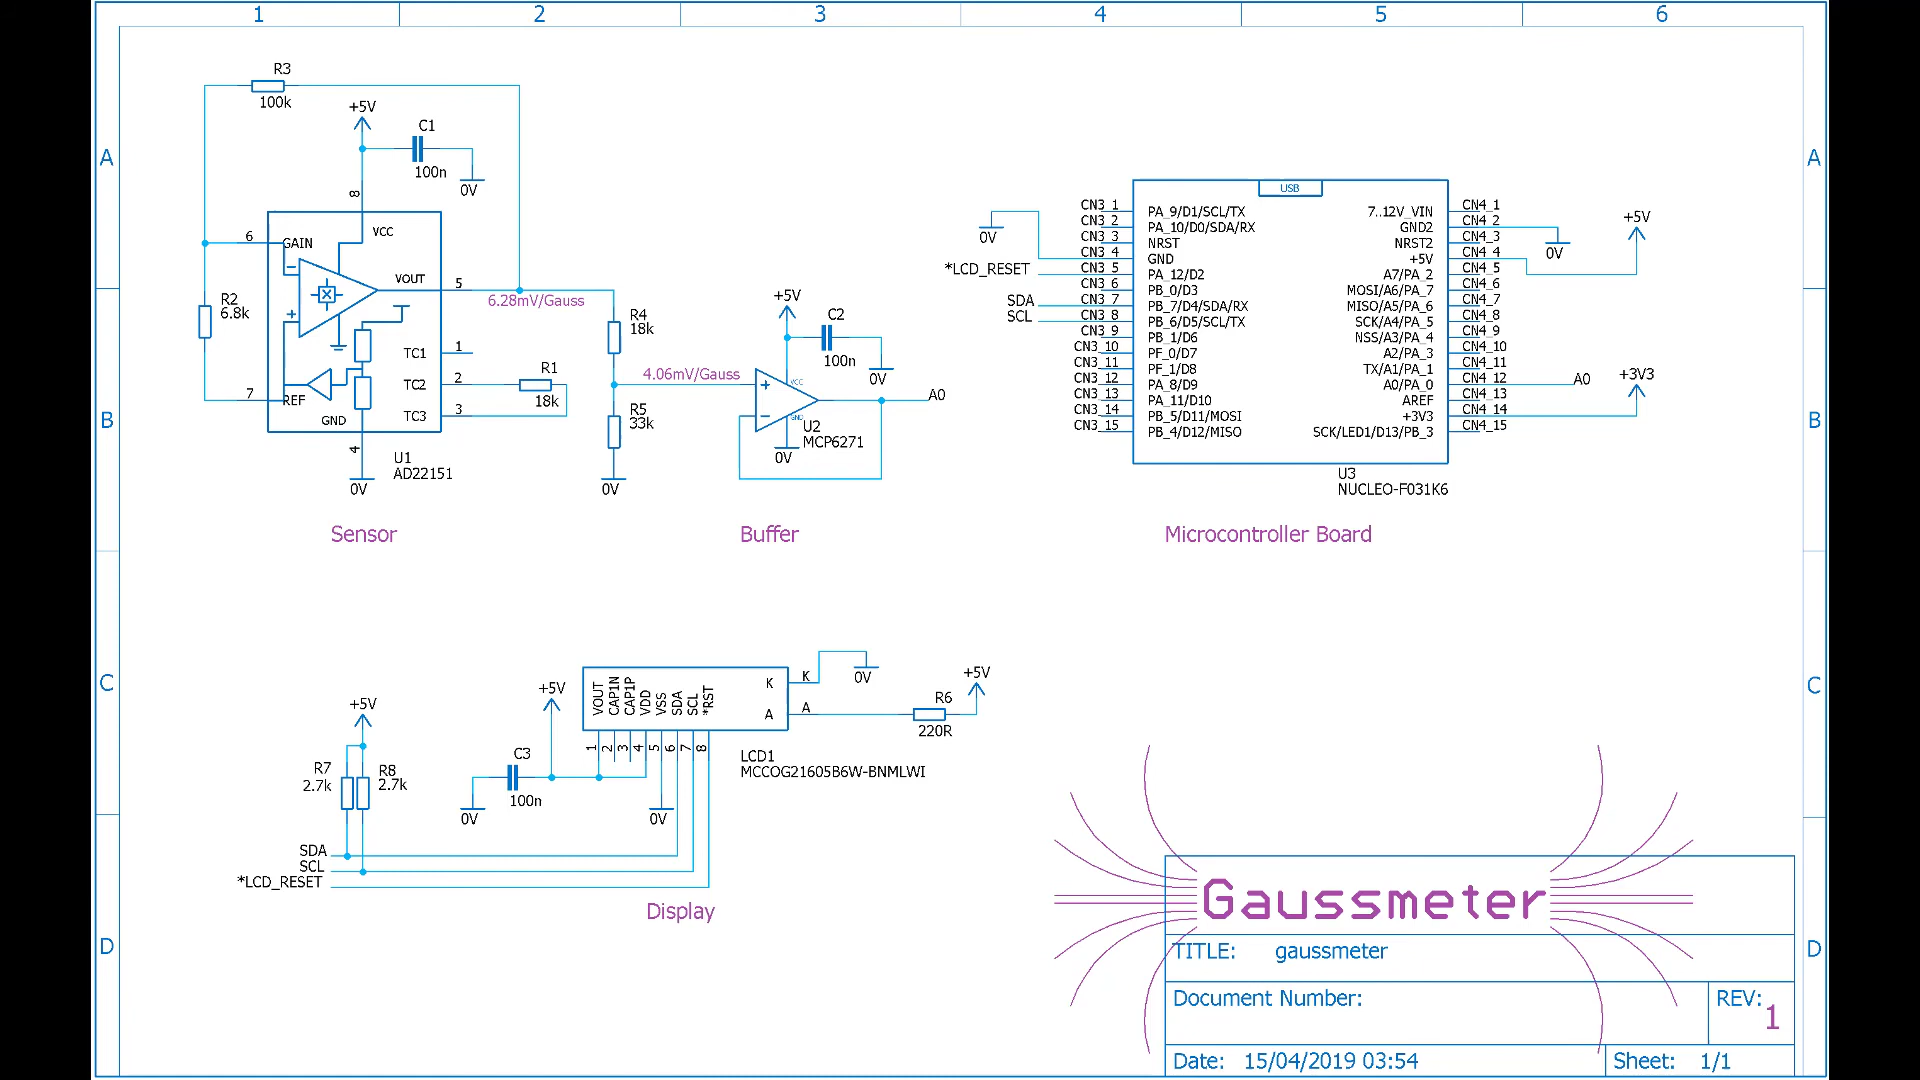 1 2 3 4 5 6
A A
B B
C C
D D
R3
100k
+5V
C1
100n
0V
8
6
GAIN
VCC
VOUT
5
6.28mV/Gauss
R2
6.8k
TC1
1
TC2
2
TC3
3
R1
18k
7
REF
GND
4
0V
U1
AD22151
Sensor
R4
18k
4.06mV/Gauss
R5
33k
0V
+5V
C2
100n
0V
VCC
GND
U2
MCP6271
0V
A0
Buffer
USB
0V
*LCD_RESET
SDA
SCL
CN3_1 PA_9/D1/SCL/TX
CN3_2 PA_10/D0/SDA/RX
CN3_3 NRST
CN3_4 GND
CN3_5 PA_12/D2
CN3_6 PB_0/D3
CN3_7 PB_7/D4/SDA/RX
CN3_8 PB_6/D5/SCL/TX
CN3_9 PB_1/D6
CN3_10 PF_0/D7
CN3_11 PF_1/D8
CN3_12 PA_8/D9
CN3_13 PA_11/D10
CN3_14 PB_5/D11/MOSI
CN3_15 PB_4/D12/MISO
7..12V_VIN CN4_1
GND2 CN4_2
NRST2 CN4_3
+5V CN4_4
A7/PA_2 CN4_5
MOSI/A6/PA_7 CN4_6
MISO/A5/PA_6 CN4_7
SCK/A4/PA_5 CN4_8
NSS/A3/PA_4 CN4_9
A2/PA_3 CN4_10
TX/A1/PA_1 CN4_11
A0/PA_0 CN4_12
AREF CN4_13
+3V3 CN4_14
SCK/LED1/D13/PB_3 CN4_15
0V
+5V
A0
+3V3
U3
NUCLEO-F031K6
Microcontroller Board
+5V
R7
2.7k
R8
2.7k
SDA
SCL
*LCD_RESET
+5V
C3
100n
0V
VOUT
CAP1N
CAP1P
VDD
VSS
SDA
SCL
*RST
1 2 3 4 5 6 7 8
K K
A A
0V
0V
R6
220R
+5V
LCD1
MCCOG21605B6W-BNMLWI
Display
Gaussmeter
TITLE: gaussmeter
Document Number:
REV: 1
Date: 15/04/2019 03:54
Sheet: 1/1